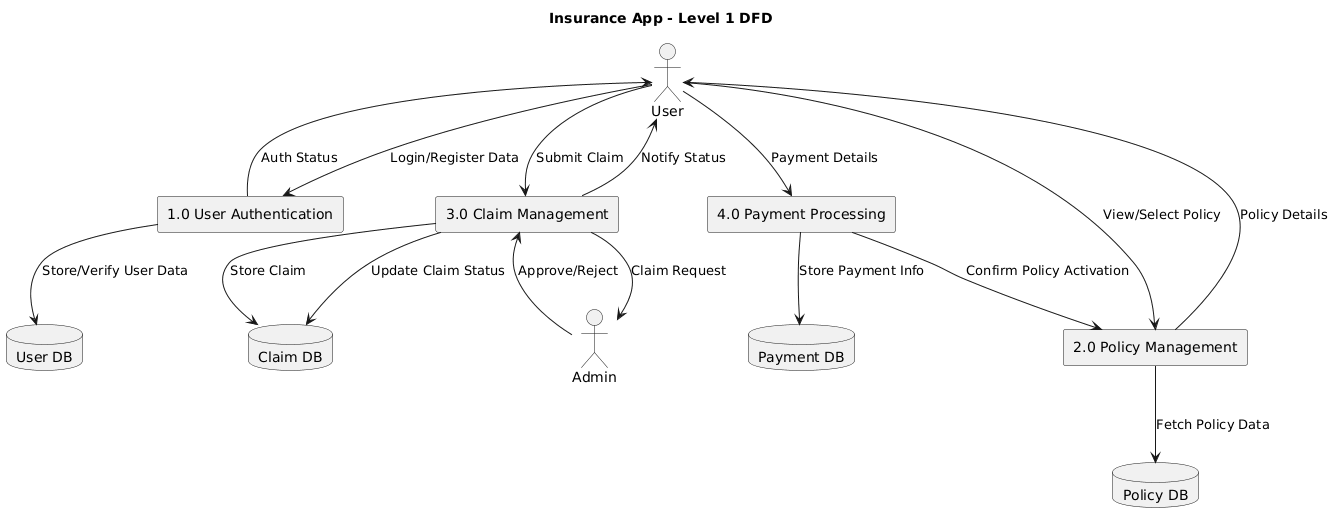 Insurance App - Level 1 DFD
User
Auth Status
Login/Register Data
Submit Claim
Notify Status
Payment Details
View/Select Policy
Policy Details
1.0 User Authentication
3.0 Claim Management
4.0 Payment Processing
Store/Verify User Data
Store Claim
Update Claim Status
Approve/Reject
Claim Request
Store Payment Info
Confirm Policy Activation
User DB
Claim DB
Admin
Payment DB
2.0 Policy Management
Fetch Policy Data
Policy DB